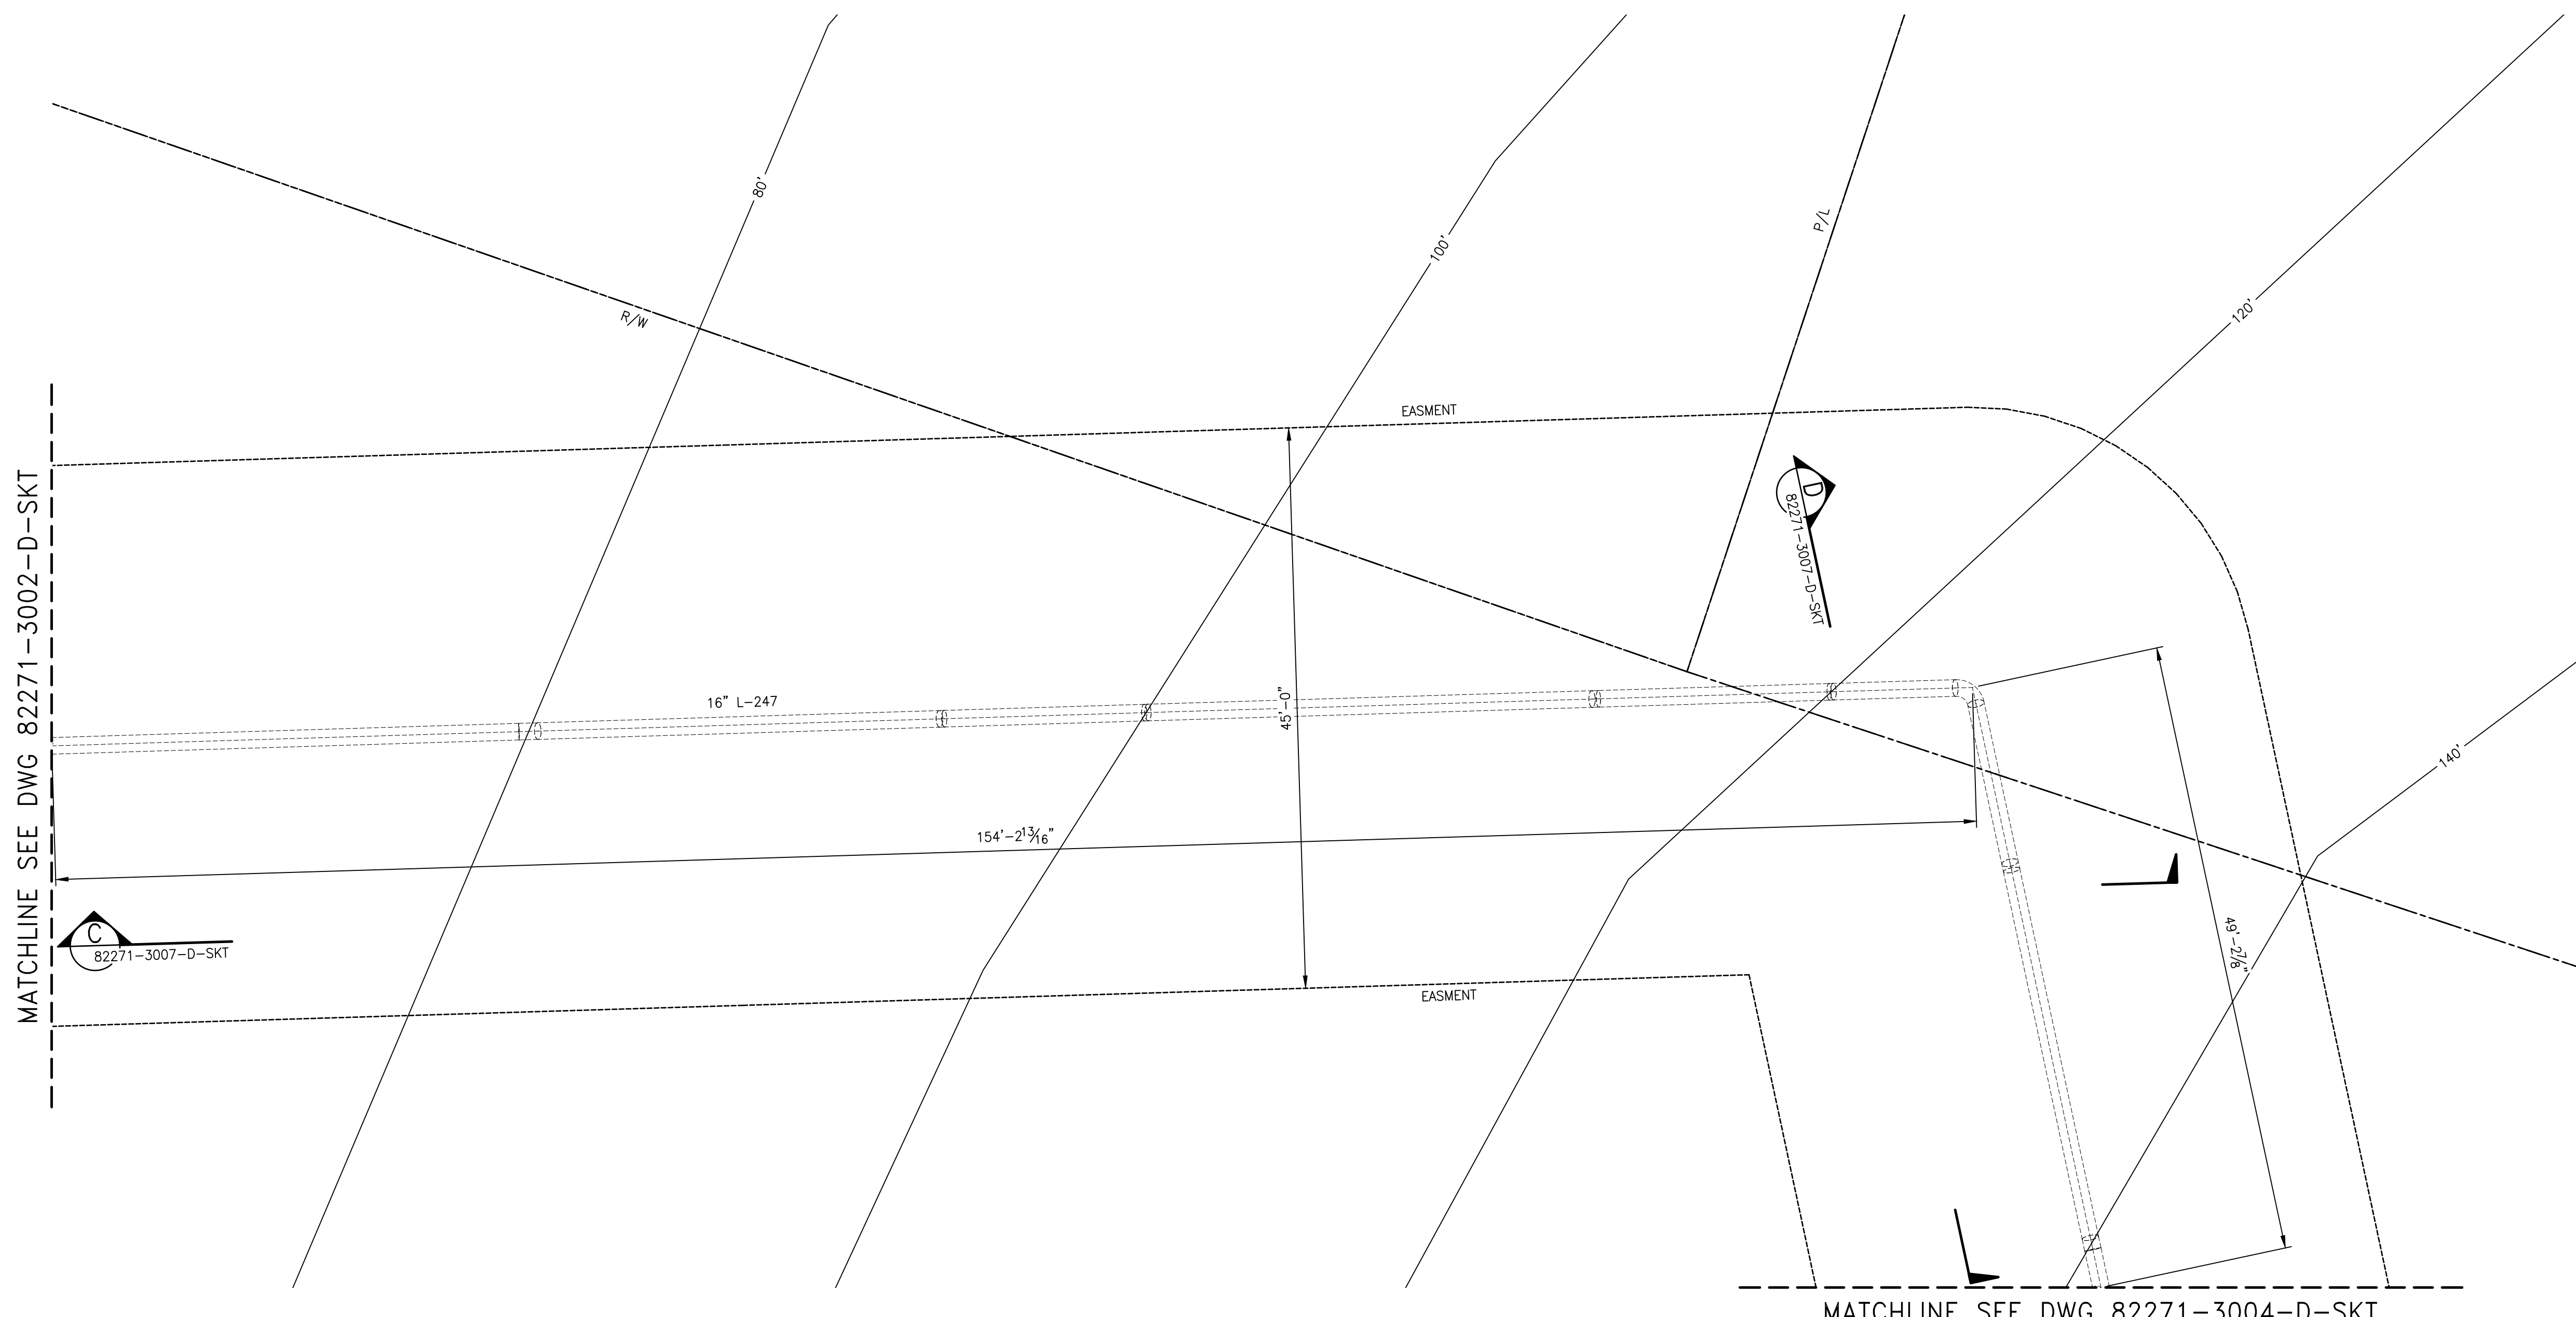 80'
100'
P/L
120'
R/W
EASMENT
D
82271-3007-D-SKT
MATCHLINE SEE DWG 82271-3002-D-SKT
16" L-247
45'-0"
140'
154'-2 13/16"
C
82271-3007-D-SKT
49'-2 7/8"
EASMENT
MATCHLINE SEE DWG 82271-3004-D-SKT